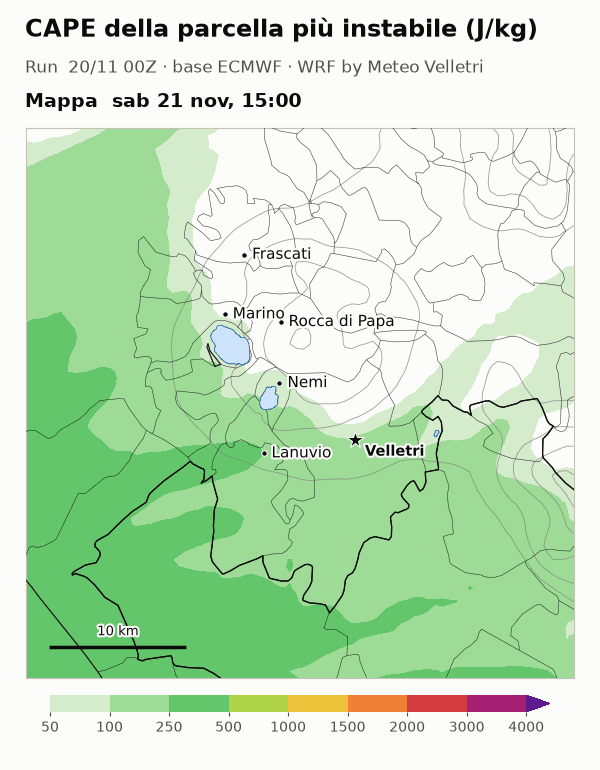 CAPE della parcella più instabile (J/kg)
Run  20/11 00Z · base ECMWF · WRF by Meteo Velletri
Mappa  sab 21 nov, 15:00
Frascati
Marino
Rocca di Papa
Nemi
Velletri
Lanuvio
10 km
50 100 250 500 1000 1500 2000 3000 4000